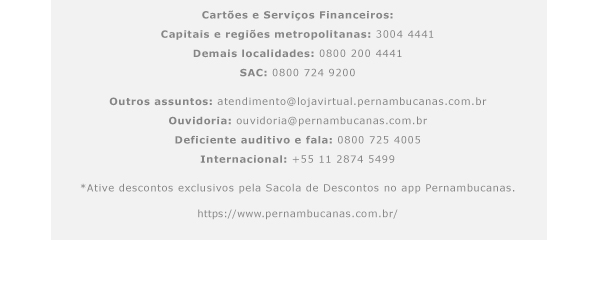 Cartões e Serviços Financeiros:
Capitais e regiões metropolitanas: 3004 4441
Demais localidades: 0800 200 4441
SAC: 0800 724 9200
Outros assuntos: atendimento@lojavirtual.pernambucanas.com.br
Ouvidoria: ouvidoria@pernambucanas.com.br
Deficiente auditivo e fala: 0800 725 4005
Internacional: +55 11 2874 5499
*Ative descontos exclusivos pela Sacola de Descontos no app Pernambucanas.
https://www.pernambucanas.com.br/